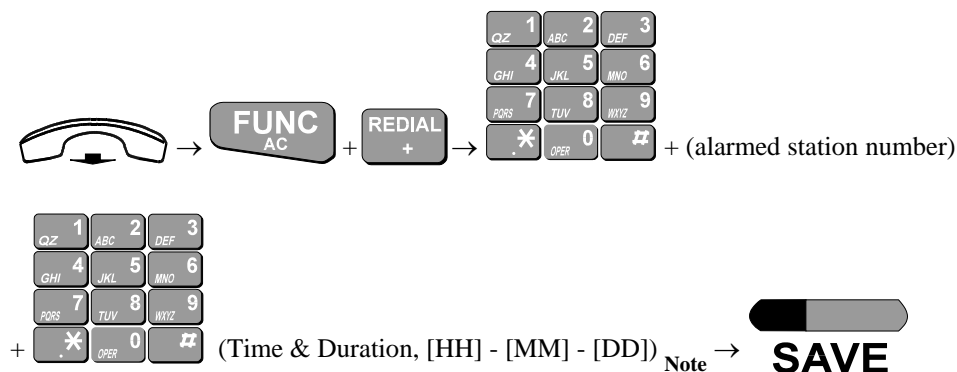 QZ 1 ABC 2 DEF 3
GHI 4 JKL 5 MNO 6
PQRS 7 TUV 8 WXYZ 9
FUNC
AC
→ + REDIAL
+
→ .* OPER 0 # + (alarmed station number)
QZ 1 ABC 2 DEF 3
GHI 4 JKL 5 MNO 6
PQRS 7 TUV 8 WXYZ 9
+ .* OPER 0 # (Time & Duration, [HH] - [MM] - [DD]) Note → SAVE